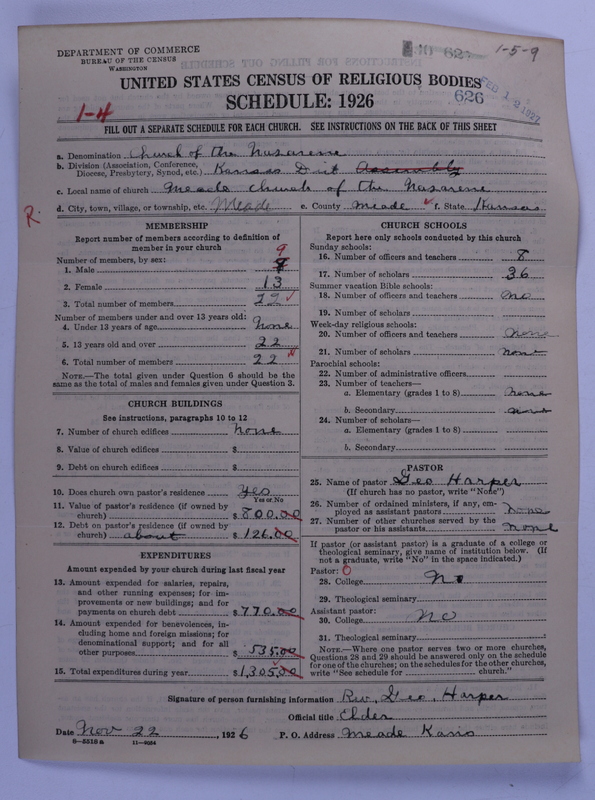 DEPARTMENT OF COMMERCE
BUREAU OF THE CENSUS
WASHINGTON
1-5-9
UNITED STATES CENSUS OF RELIGIOUS BODIES
SCHEDULE: 1926
626
FEB 12 1927
1-4
FILL OUT A SEPARATE SCHEDULE FOR EACH CHURCH. SEE INSTRUCTIONS ON THE BACK OF THIS SHEET
a. Denomination Church of the Nazarene
b. Division (Association, Conference, Diocese, Presbytery, Synod, etc.) Kansas Dist Assembly
c. Local name of church Meade church of the Nazarene
d. City, town, village, or township, etc. Meade e. County Meade f. State Kansas
R.
MEMBERSHIP
Report number of members according to definition of
member in your church
Number of members, by sex:
1. Male 9
2. Female 13
3. Total number of members 22
Number of members under and over 13 years old:
4. Under 13 years of age None
5. 13 years old and over 22
6. Total number of members 22
NOTE.—The total given under Question 6 should be the
same as the total of males and females given under Question 3.
CHURCH BUILDINGS
See instructions, paragraphs 10 to 12
7. Number of church edifices None
8. Value of church edifices $
9. Debt on church edifices $
10. Does church own pastor's residence Yes
Yes or No
11. Value of pastor's residence (if owned by
church) $ 800.00
12. Debt on pastor's residence (if owned by
church) about $ 126.00
EXPENDITURES
Amount expended by your church during last fiscal year
13. Amount expended for salaries, repairs,
and other running expenses; for im-
provements or new buildings; and for
payments on church debt $ 770.00
14. Amount expended for benevolences, in-
cluding home and foreign missions; for
denominational support; and for all
other purposes $ 535.00
15. Total expenditures during year $ 1,305.00
CHURCH SCHOOLS
Report here only schools conducted by this church
Sunday schools:
16. Number of officers and teachers 8
17. Number of scholars 36
Summer vacation Bible schools:
18. Number of officers and teachers no
19. Number of scholars
Week-day religious schools:
20. Number of officers and teachers none
21. Number of scholars none
Parochial schools:
22. Number of administrative officers
23. Number of teachers—
a. Elementary (grades 1 to 8) none
b. Secondary none
24. Number of scholars—
a. Elementary (grades 1 to 8)
b. Secondary
PASTOR
25. Name of pastor Geo Harper
(If church has no pastor, write "None")
26. Number of ordained ministers, if any, em-
ployed as assistant pastors none
27. Number of other churches served by the
pastor or his assistants none
If pastor (or assistant pastor) is a graduate of a college or
theological seminary, give name of institution below. (If
not a graduate, write "No" in the space indicated.)
Pastor: O
28. College No
29. Theological seminary
Assistant pastor:
30. College No
31. Theological seminary
NOTE.—Where one pastor serves two or more churches,
Questions 28 and 29 should be answered only on the schedule
for one of the churches; on the schedules for the other churches,
write "See schedule for church."
Signature of person furnishing information Rev. Geo Harper
Official title Elder
Date Nov 22, 1926 P. O. Address Meade Kans
8—5518 a 11—9034